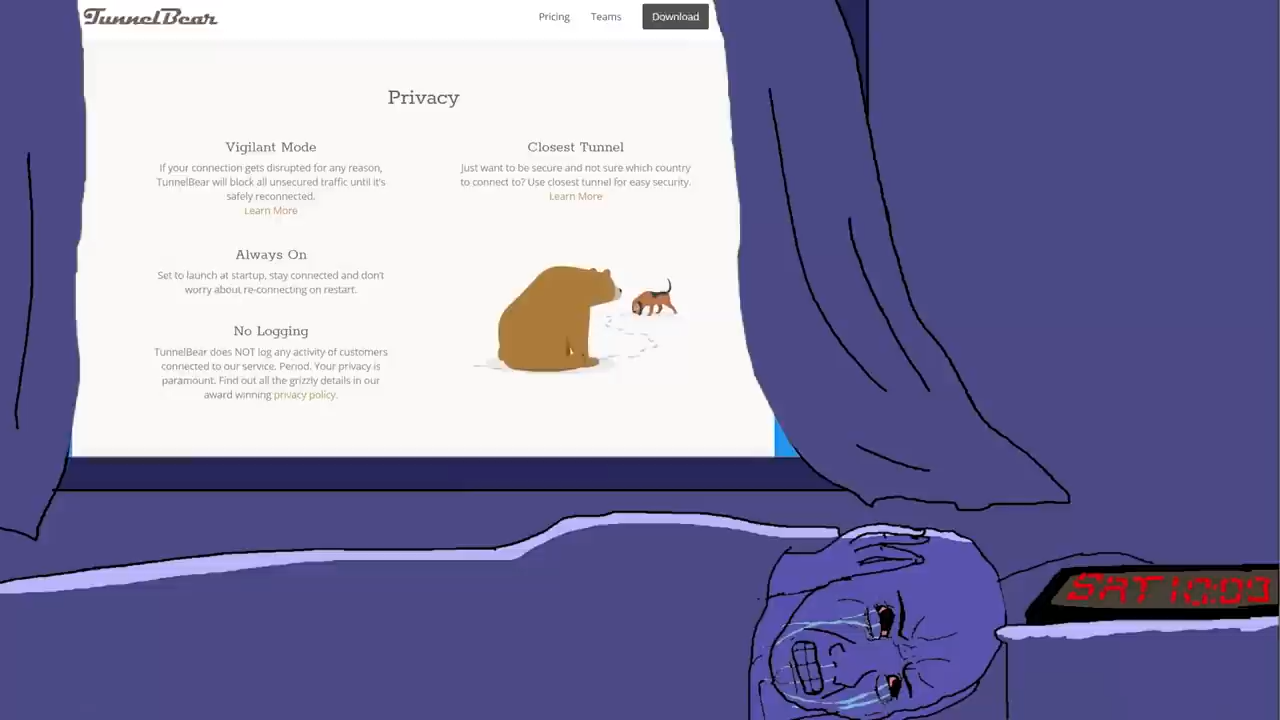 TunnelBear
Pricing
Teams
Download
Privacy
Vigilant Mode
If your connection gets disrupted for any reason,
TunnelBear will block all unsecured traffic until it's
safely reconnected.
Learn More
Closest Tunnel
Just want to be secure and not sure which country
to connect to? Use closest tunnel for easy security.
Learn More
Always On
Set to launch at startup, stay connected and don't
worry about re-connecting on restart.
No Logging
TunnelBear does NOT log any activity of customers
connected to our service. Period. Your privacy is
paramount. Find out all the grizzly details in our
award winning privacy policy.
SAT 10:00